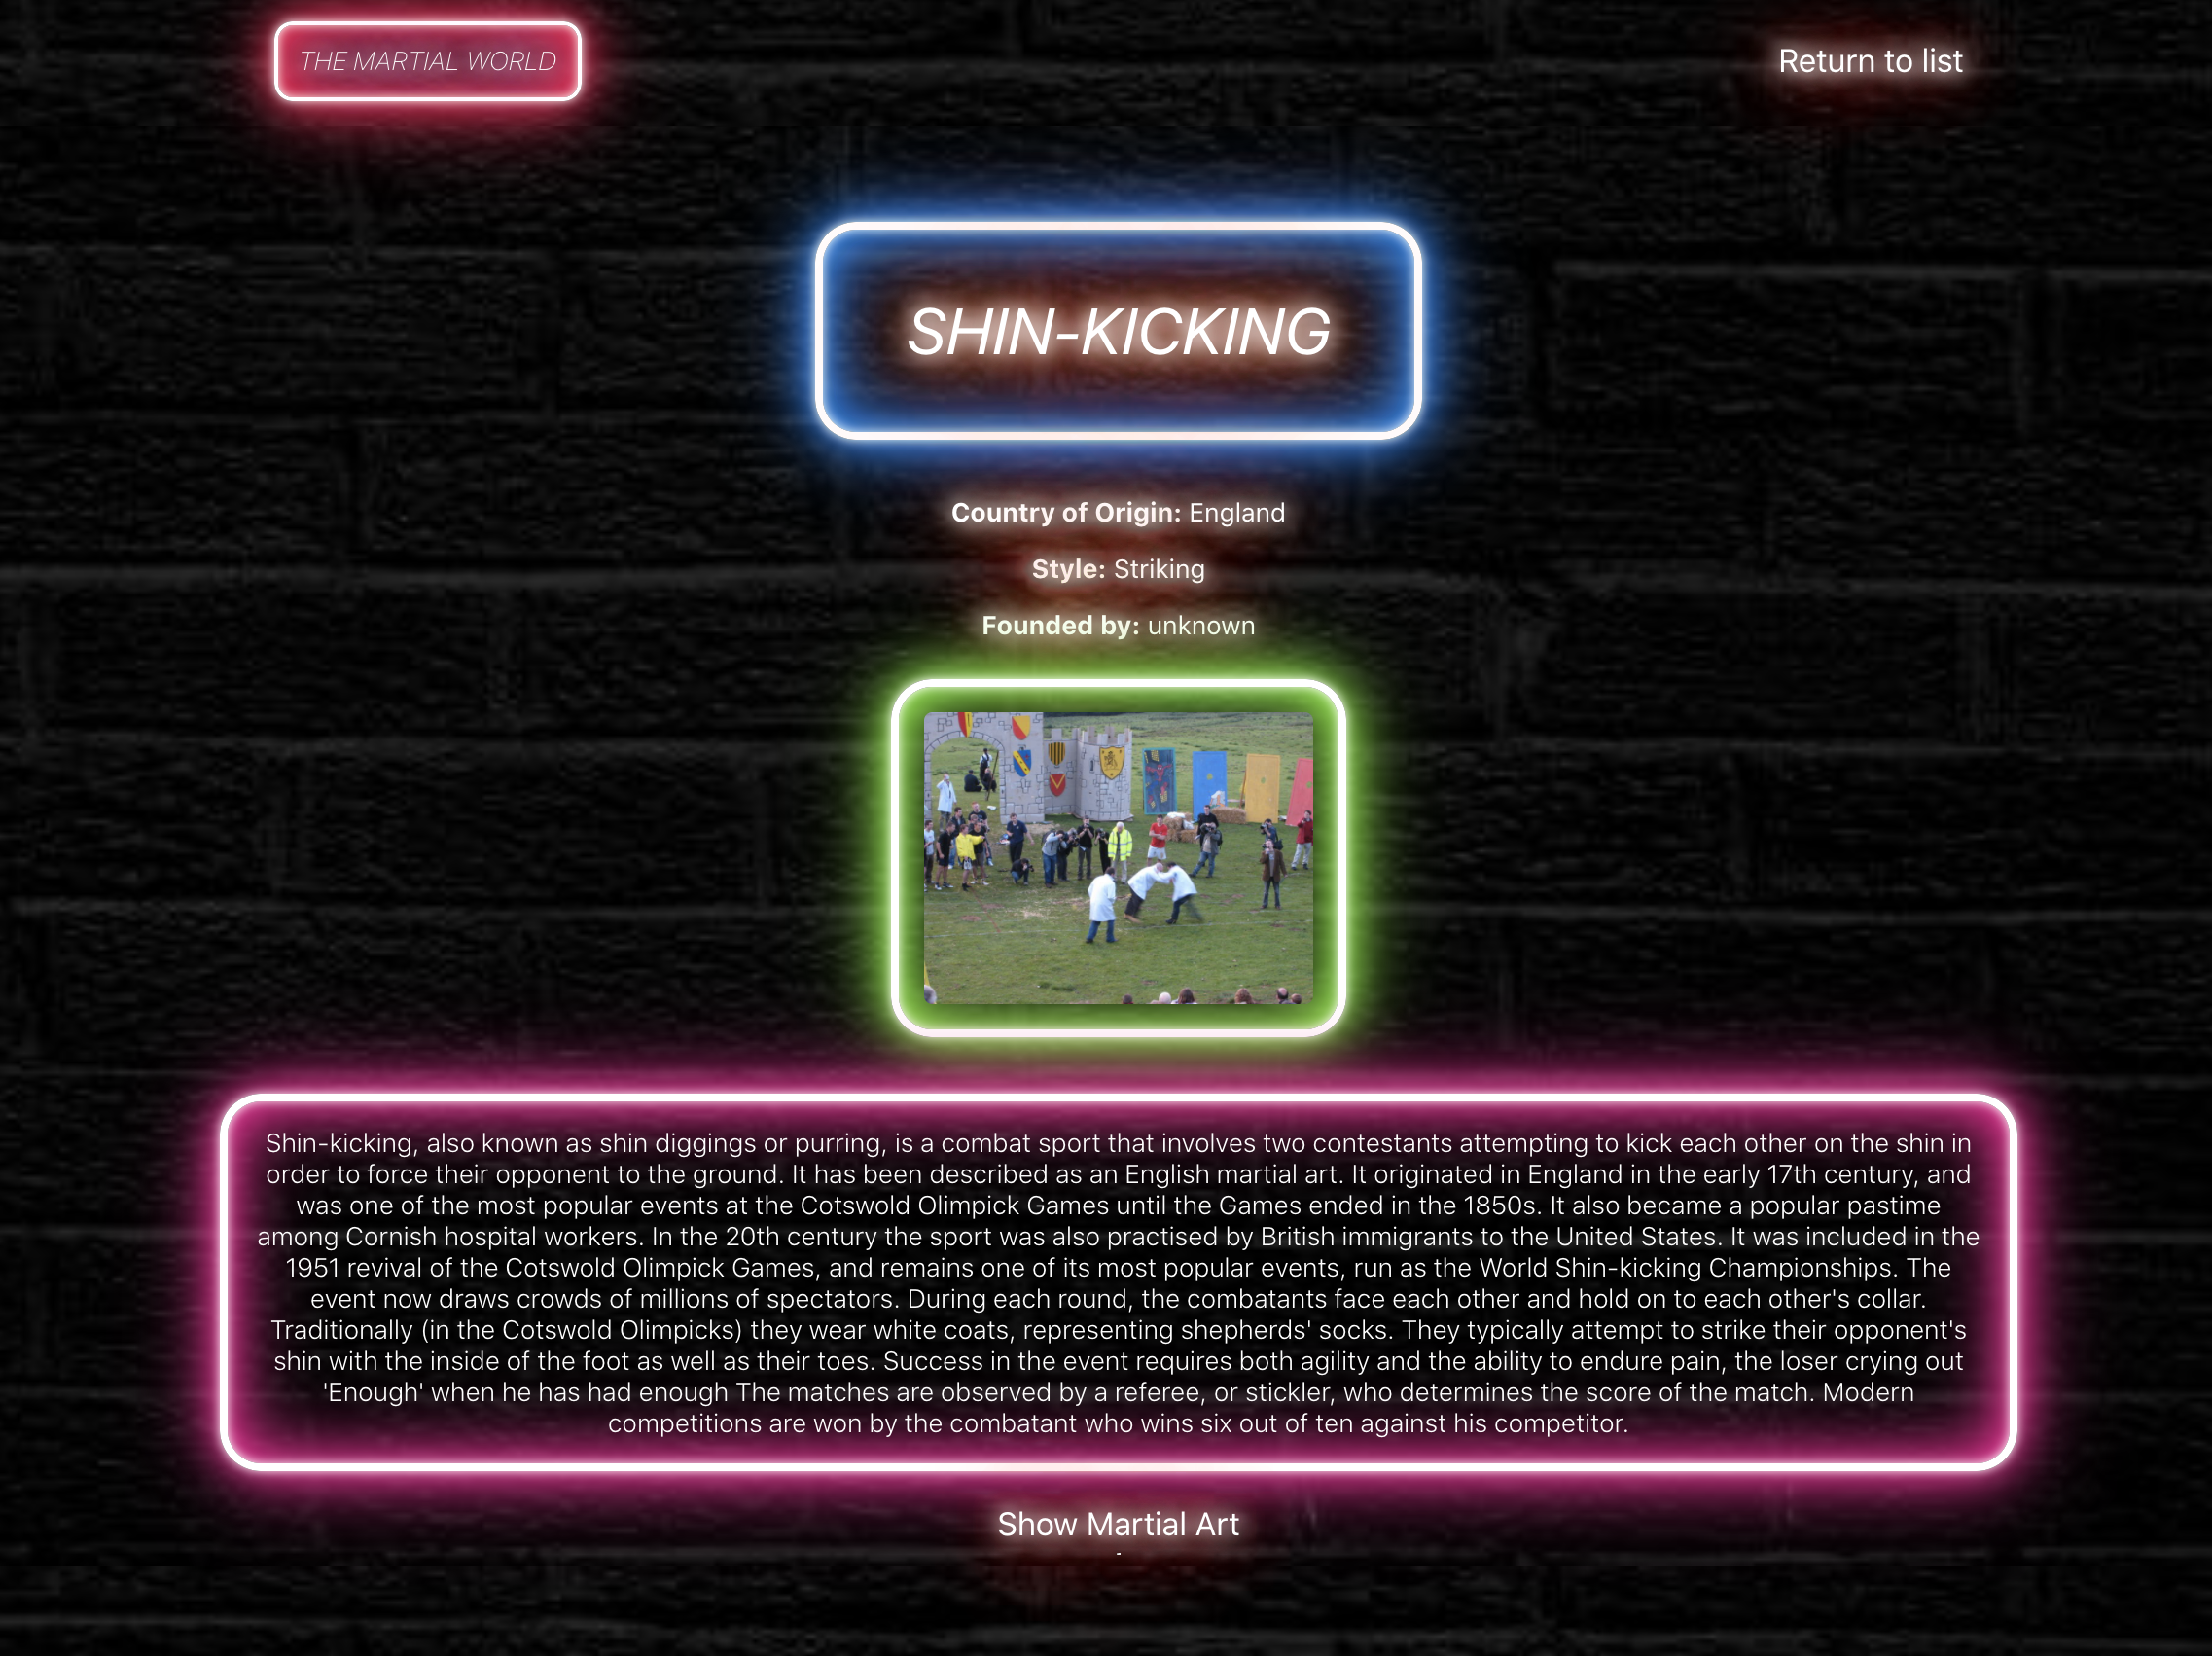 THE MARTIAL WORLD
Return to list
SHIN-KICKING
Country of Origin: England
Style: Striking
Founded by: unknown
Shin-kicking, also known as shin diggings or purring, is a combat sport that involves two contestants attempting to kick each other on the shin in
order to force their opponent to the ground. It has been described as an English martial art. It originated in England in the early 17th century, and
was one of the most popular events at the Cotswold Olimpick Games until the Games ended in the 1850s. It also became a popular pastime
among Cornish hospital workers. In the 20th century the sport was also practised by British immigrants to the United States. It was included in the
1951 revival of the Cotswold Olimpick Games, and remains one of its most popular events, run as the World Shin-kicking Championships. The
event now draws crowds of millions of spectators. During each round, the combatants face each other and hold on to each other's collar.
Traditionally (in the Cotswold Olimpicks) they wear white coats, representing shepherds' socks. They typically attempt to strike their opponent's
shin with the inside of the foot as well as their toes. Success in the event requires both agility and the ability to endure pain, the loser crying out
'Enough' when he has had enough The matches are observed by a referee, or stickler, who determines the score of the match. Modern
competitions are won by the combatant who wins six out of ten against his competitor.
Show Martial Art